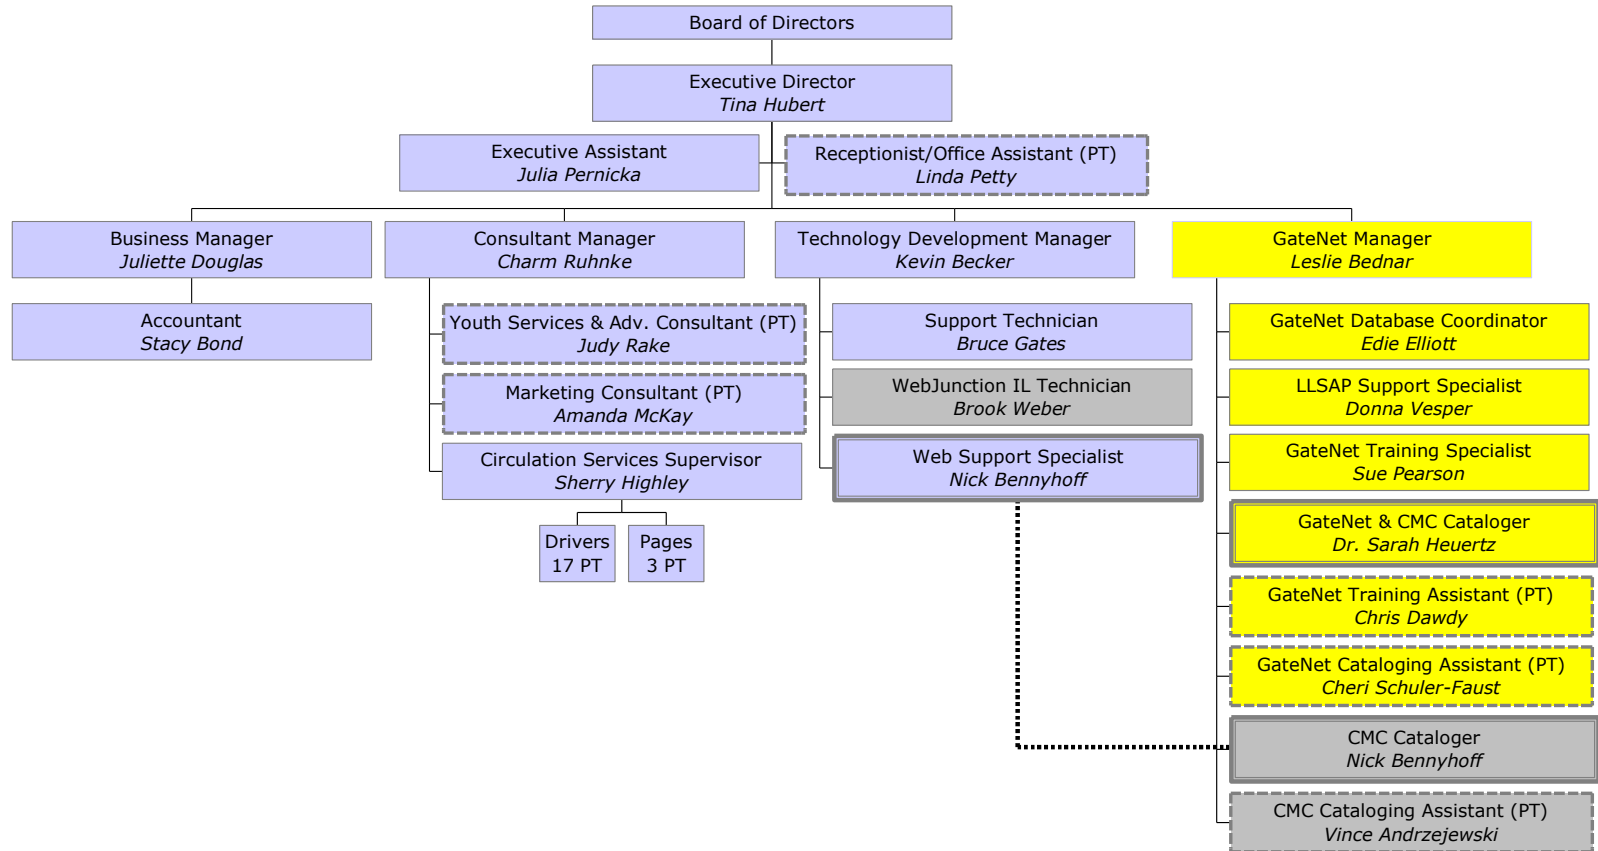 Board of Directors
Executive Director
Tina Hubert
Executive Assistant
Julia Pernicka
Receptionist/Office Assistant (PT)
Linda Petty
Business Manager
Juliette Douglas
Consultant Manager
Charm Ruhnke
Technology Development Manager
Kevin Becker
GateNet Manager
Leslie Bednar
Accountant
Stacy Bond
Youth Services & Adv. Consultant (PT)
Judy Rake
Marketing Consultant (PT)
Amanda McKay
Circulation Services Supervisor
Sherry Highley
Drivers
17 PT
Pages
3 PT
Support Technician
Bruce Gates
WebJunction IL Technician
Brook Weber
Web Support Specialist
Nick Bennyhoff
GateNet Database Coordinator
Edie Elliott
LLSAP Support Specialist
Donna Vesper
GateNet Training Specialist
Sue Pearson
GateNet & CMC Cataloger
Dr. Sarah Heuertz
GateNet Training Assistant (PT)
Chris Dawdy
GateNet Cataloging Assistant (PT)
Cheri Schuler-Faust
CMC Cataloger
Nick Bennyhoff
CMC Cataloging Assistant (PT)
Vince Andrzejewski